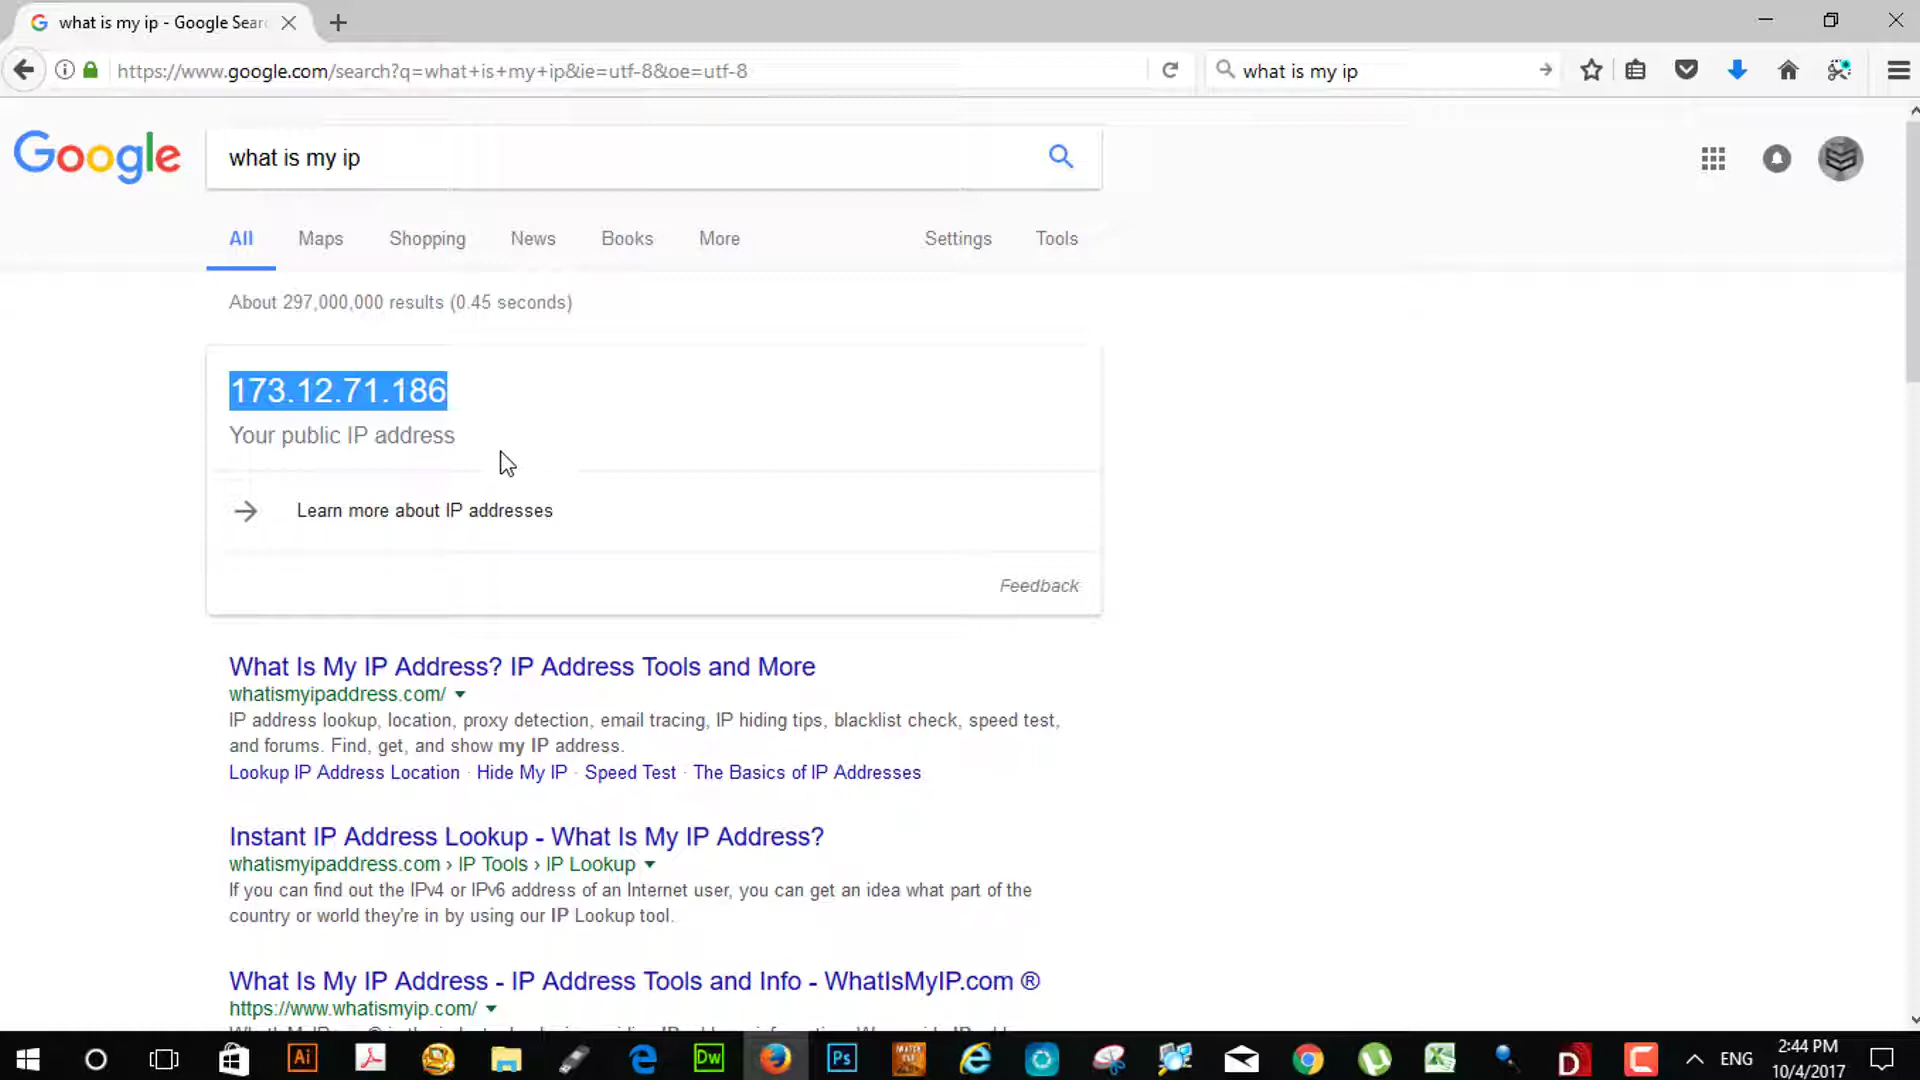 what is my ip - Google Sear
https://www.google.com/search?q=what+is+my+ip&ie=utf-8&oe=utf-8
what is my ip
Google
what is my ip
All
Maps
Shopping
News
Books
More
Settings
Tools
About 297,000,000 results (0.45 seconds)
173.12.71.186
Your public IP address
Learn more about IP addresses
Feedback
What Is My IP Address? IP Address Tools and More
whatismyipaddress.com/
IP address lookup, location, proxy detection, email tracing, IP hiding tips, blacklist check, speed test,
and forums. Find, get, and show my IP address.
Lookup IP Address Location · Hide My IP · Speed Test · The Basics of IP Addresses
Instant IP Address Lookup - What Is My IP Address?
whatismyipaddress.com › IP Tools › IP Lookup
If you can find out the IPv4 or IPv6 address of an Internet user, you can get an idea what part of the
country or world they're in by using our IP Lookup tool.
What Is My IP Address - IP Address Tools and Info - WhatIsMyIP.com ®
https://www.whatismyip.com/
Ai
Dw
Ps
ENG
2:44 PM
10/4/2017